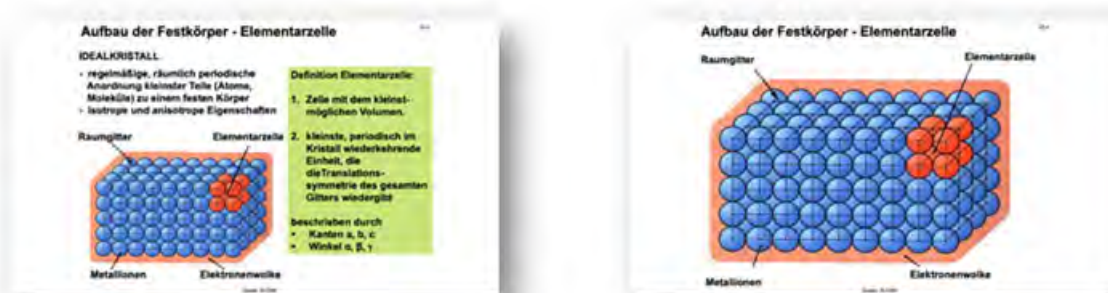 Aufbau der Festkörper - Elementarzelle
IDEALKRISTALL
- regelmäßige, räumlich periodische
Anordnung kleinster Teile (Atome,
Moleküle) zu einem festen Körper
- isotrope und anisotrope Eigenschaften
Raumgitter
Elementarzelle
Metallionen
Elektronenwolke
Definition Elementarzelle:
1. Zelle mit dem kleinst-
möglichen Volumen.
2. kleinste, periodisch im
Kristall wiederkehrende
Einheit, die
dieTranslations-
symmetrie des gesamten
Gitters wiedergibt
beschrieben durch
• Kanten a, b, c
• Winkel α, β, γ
Aufbau der Festkörper - Elementarzelle
Raumgitter
Elementarzelle
Metallionen
Elektronenwolke